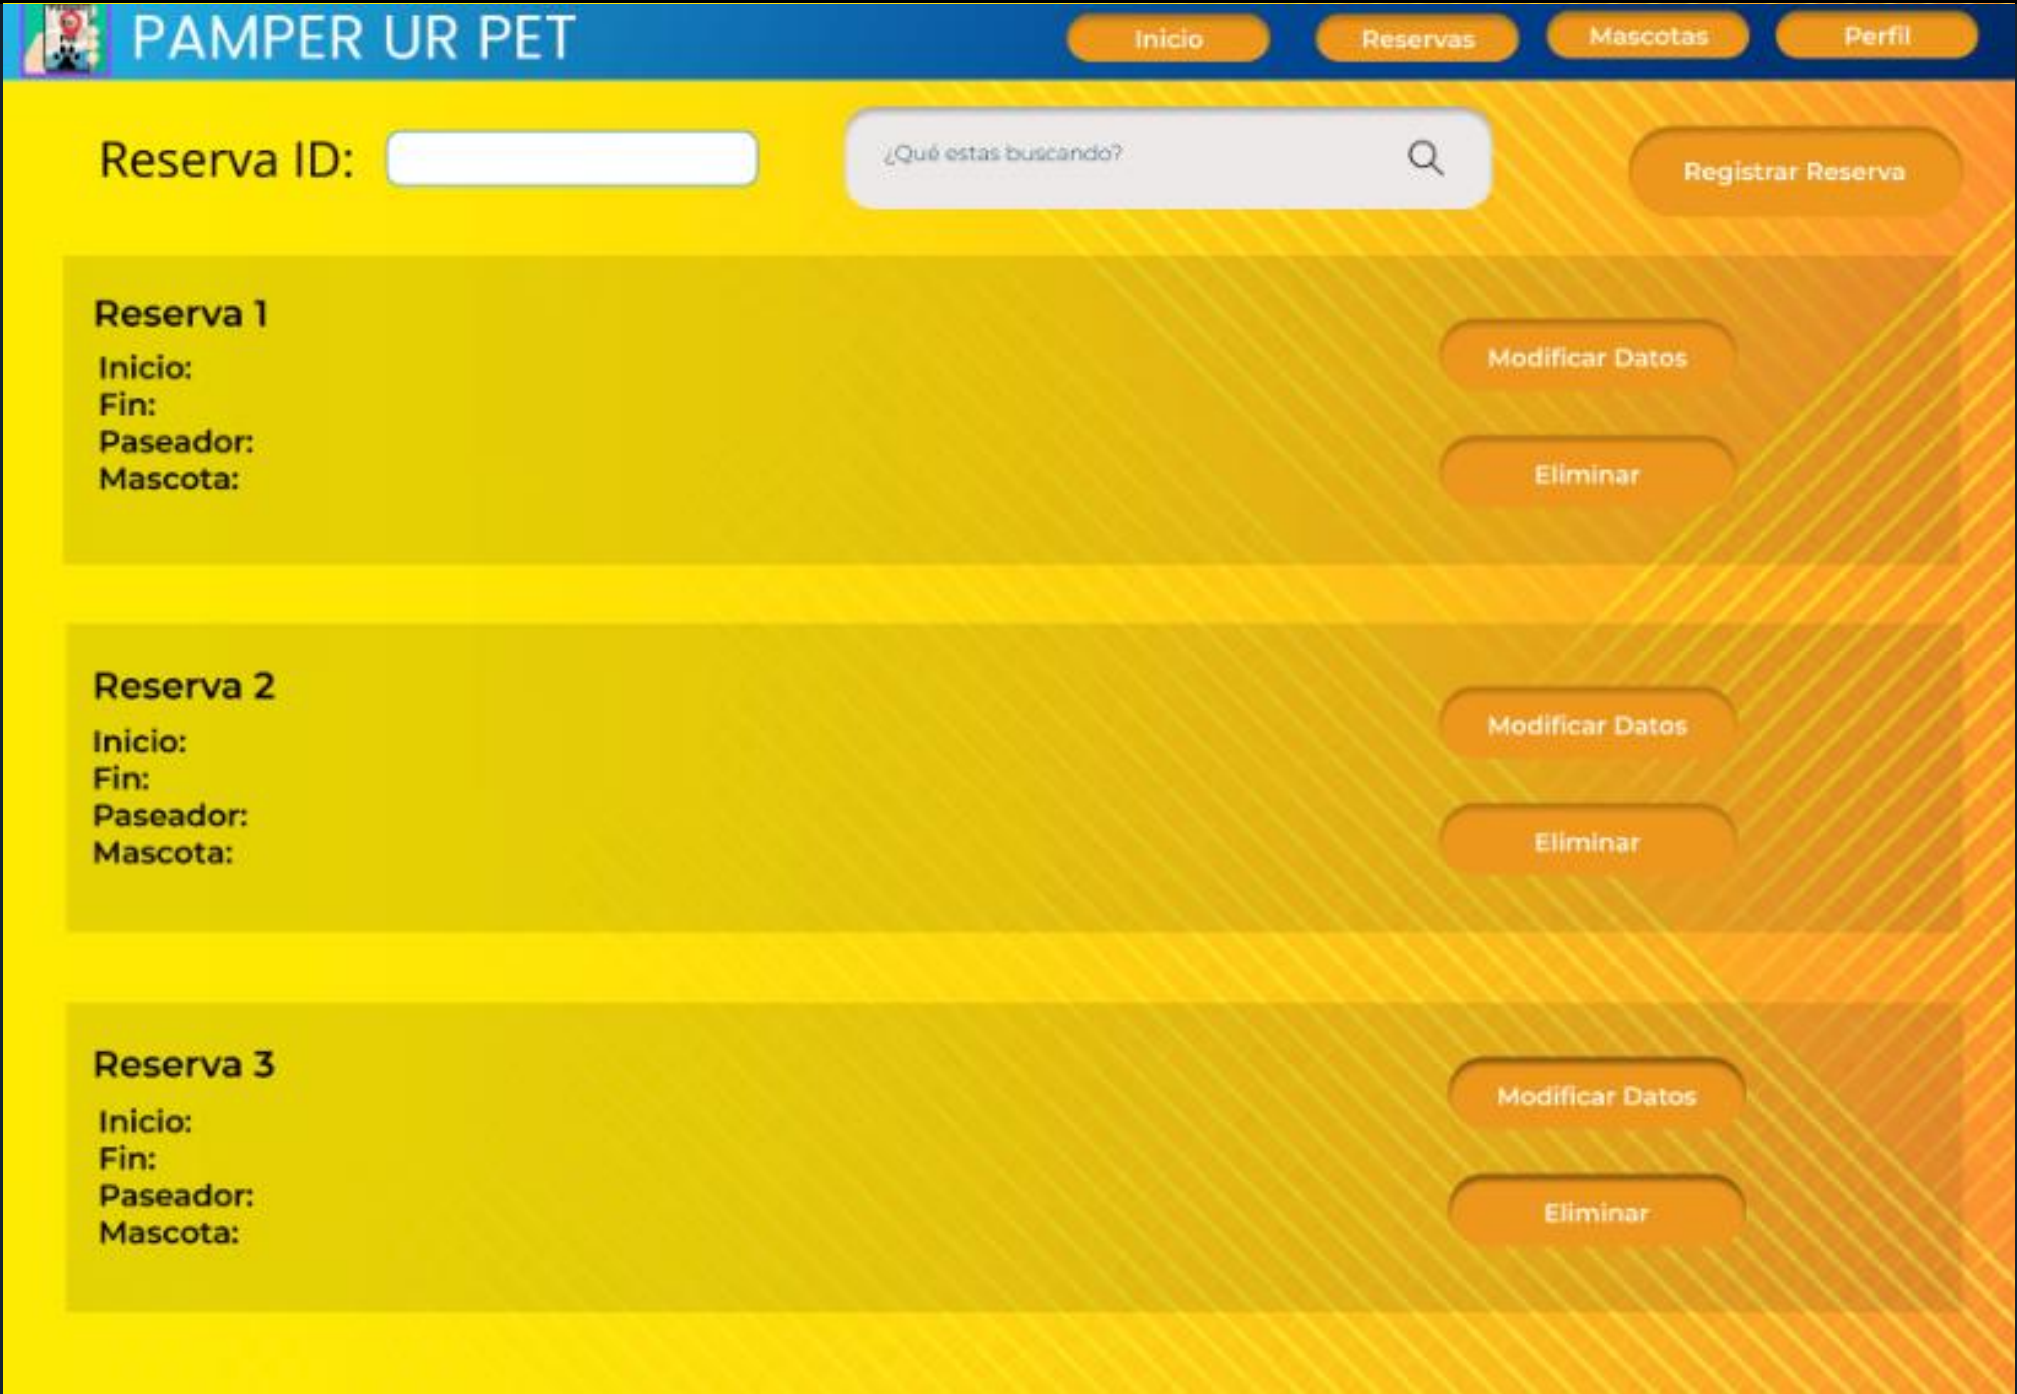 PAMPER UR PET
Inicio
Reservas
Mascotas
Perfil
Reserva ID:
¿Qué estas buscando?
Registrar Reserva
Reserva 1
Inicio:
Fin:
Paseador:
Mascota:
Modificar Datos
Eliminar
Reserva 2
Inicio:
Fin:
Paseador:
Mascota:
Modificar Datos
Eliminar
Reserva 3
Inicio:
Fin:
Paseador:
Mascota:
Modificar Datos
Eliminar